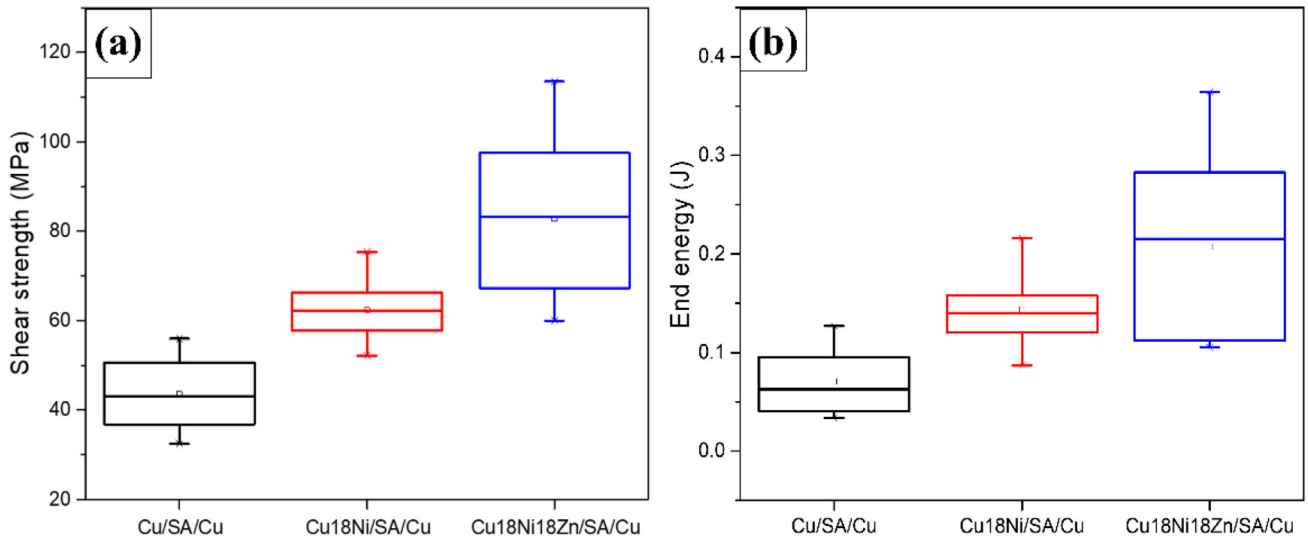 (a)
Shear strength (MPa)
120
100
80
60
40
20
Cu/SA/Cu
Cu18Ni/SA/Cu
Cu18Ni18Zn/SA/Cu
(b)
End energy (J)
0.4
0.3
0.2
0.1
0.0
Cu/SA/Cu
Cu18Ni/SA/Cu
Cu18Ni18Zn/SA/Cu